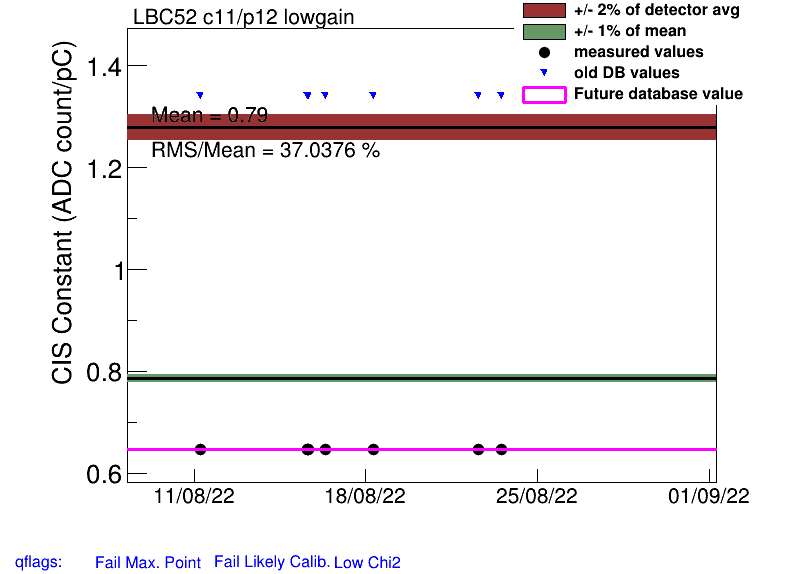 LBC52 c11/p12 lowgain
+/- 2% of detector avg
+/- 1% of mean
measured values
old DB values
Future database value
CIS Constant (ADC count/pC)
1.4
1.2
1
0.8
0.6
Mean = 0.79
RMS/Mean = 37.0376 %
11/08/22 18/08/22 25/08/22 01/09/22
qflags: Fail Max. Point Fail Likely Calib. Low Chi2